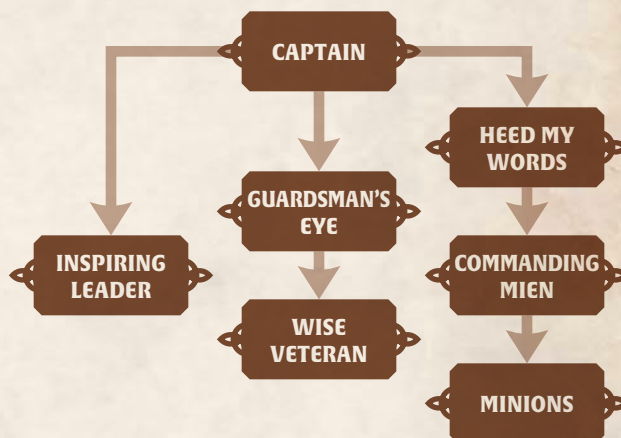 CAPTAIN
HEED MY
WORDS
GUARDSMAN'S
EYE
INSPIRING
LEADER
COMMANDING
MIEN
WISE
VETERAN
MINIONS